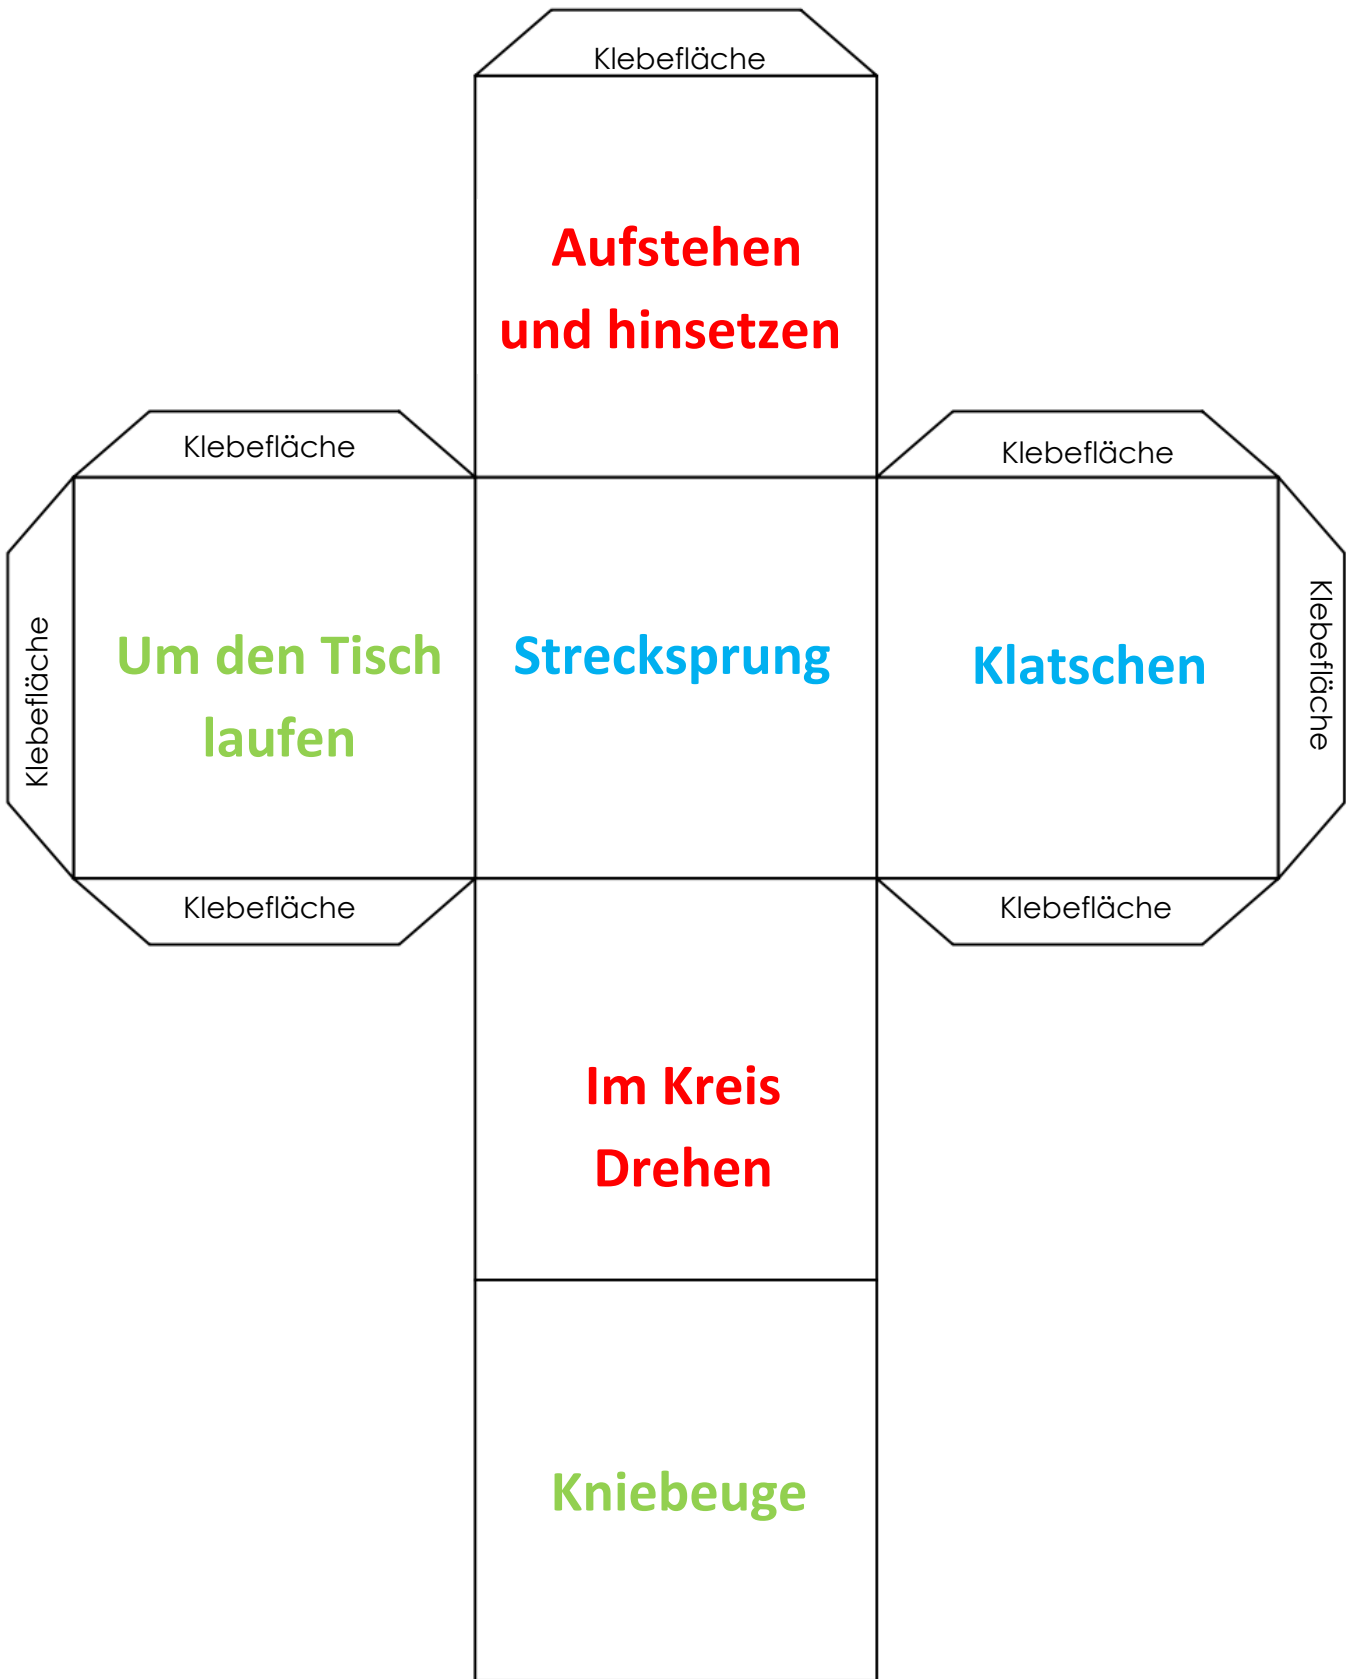 Klebefläche
Aufstehen
und hinsetzen
Klebefläche
Klebefläche
Klebefläche
Um den Tisch
laufen
Strecksprung
Klatschen
Klebefläche
Klebefläche
Klebefläche
Im Kreis
Drehen
Kniebeuge